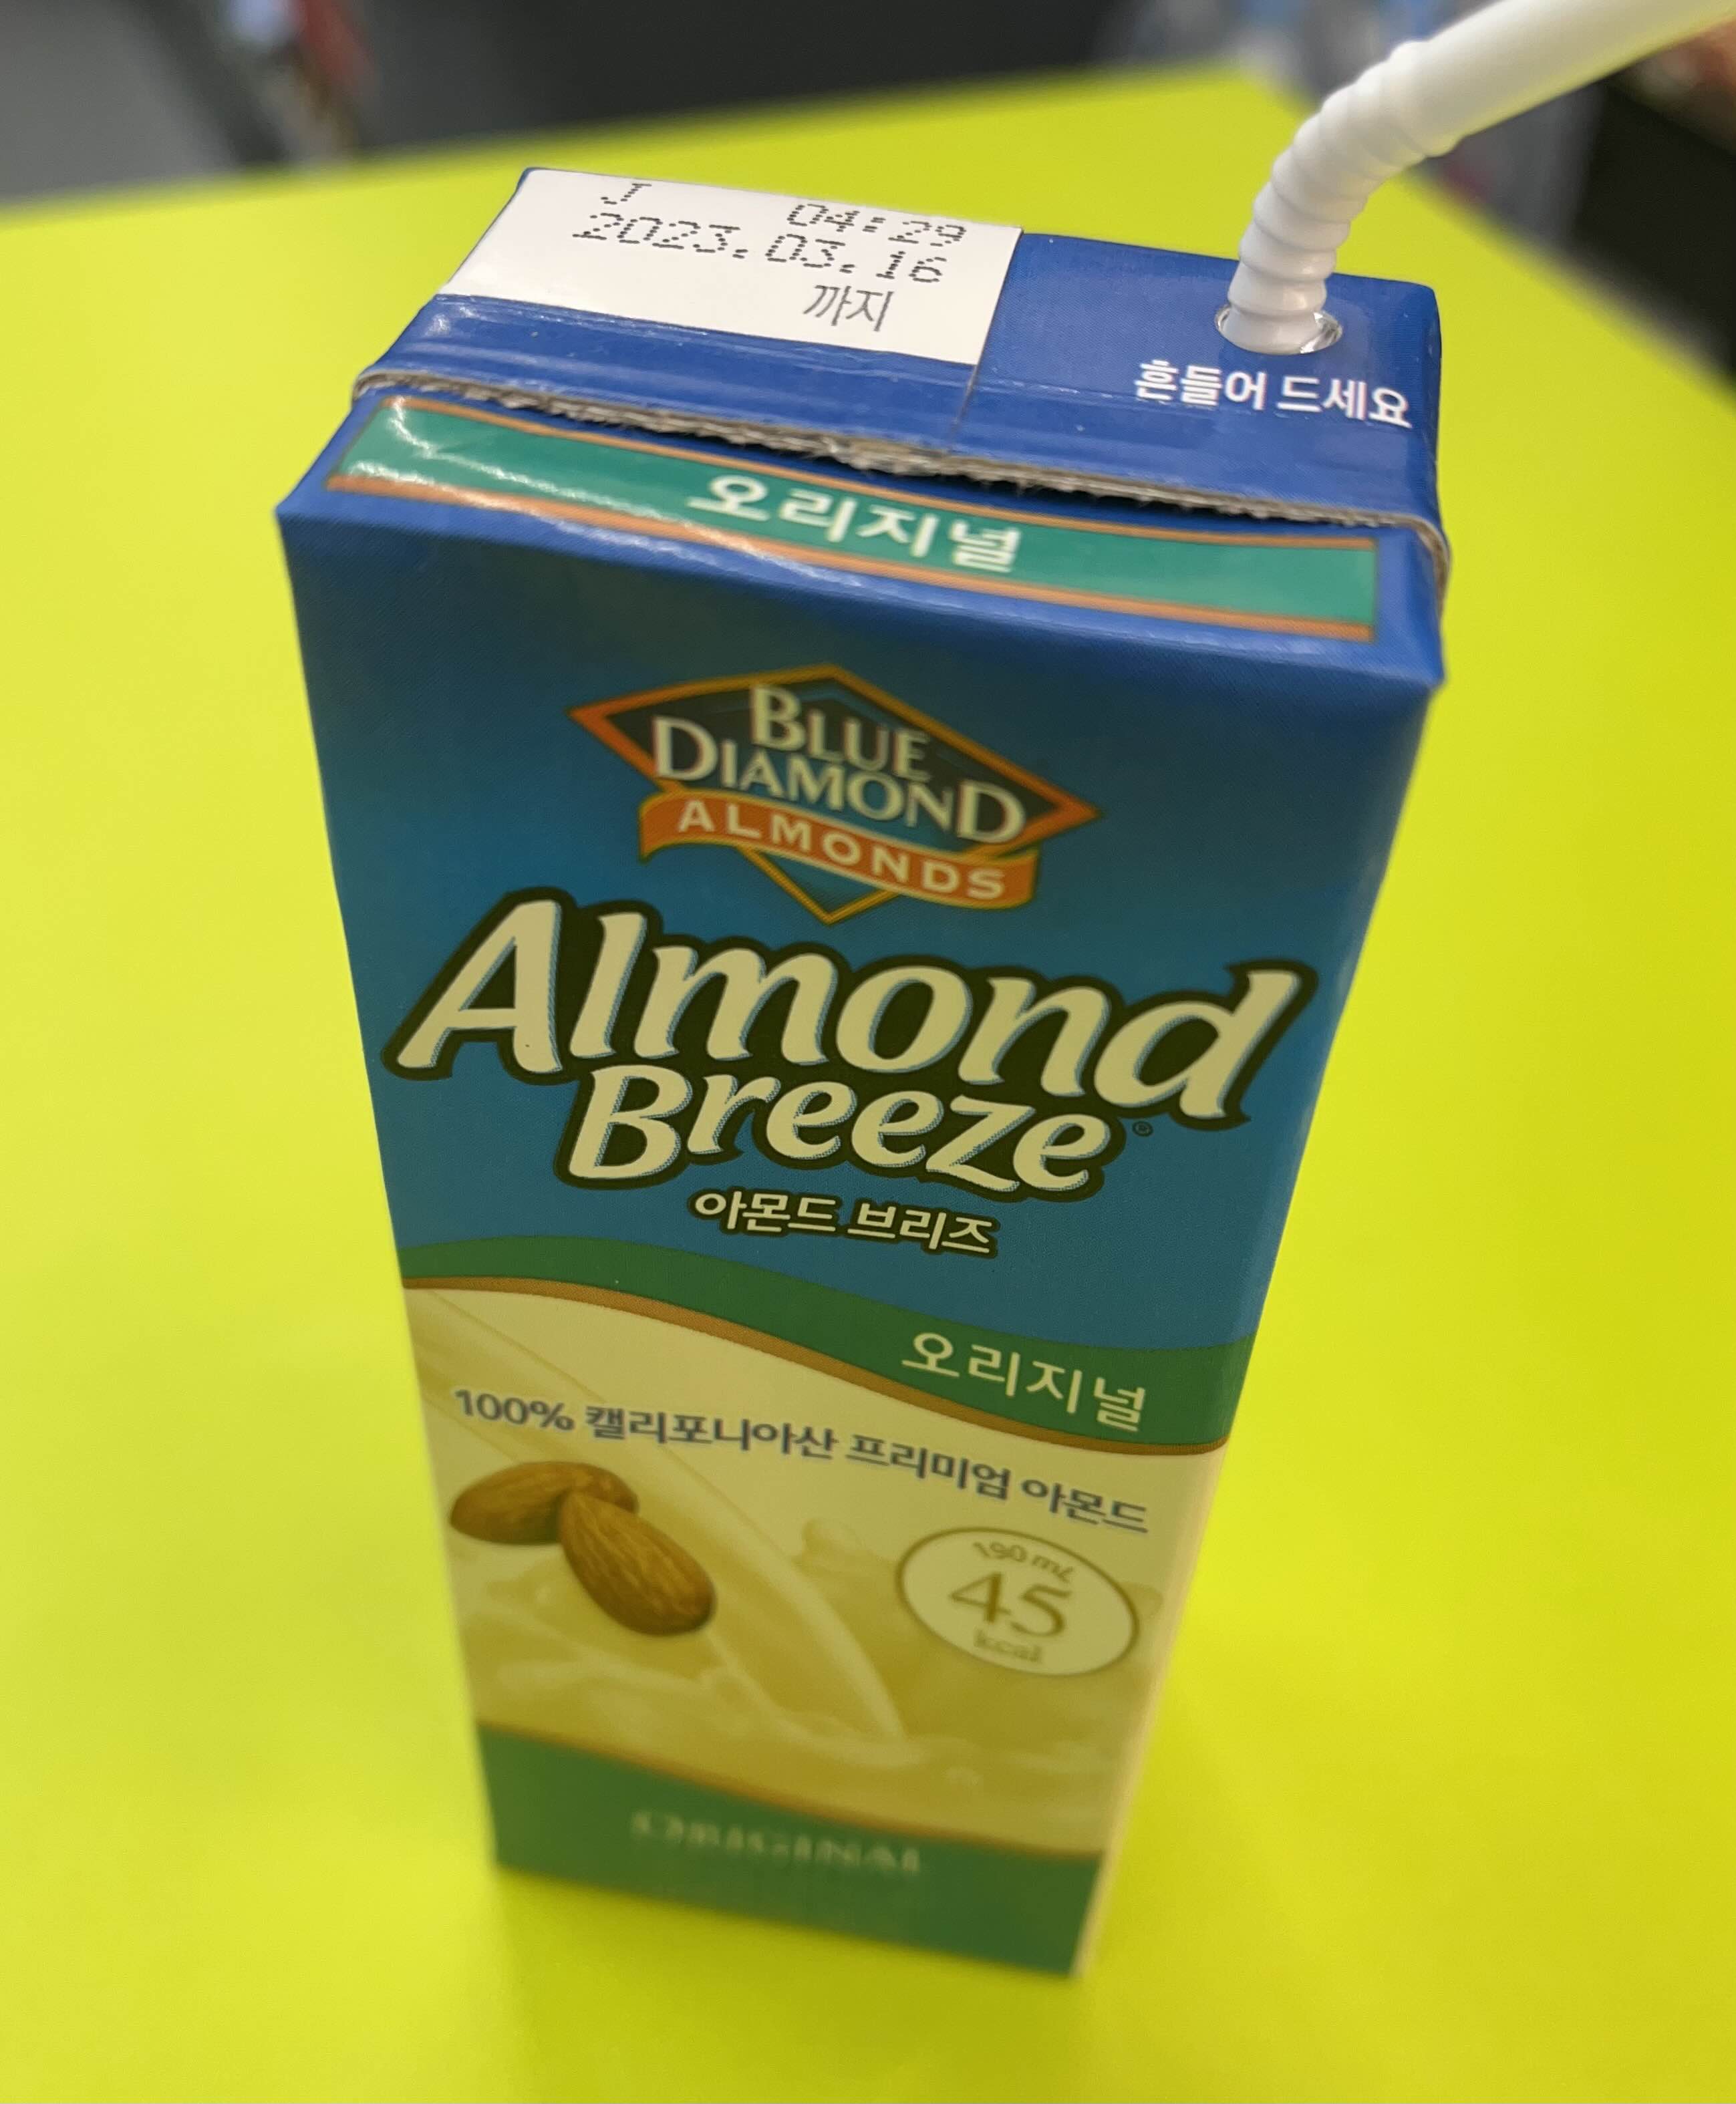 J 04:29
2023.03.16
까지
흔들어 드세요
오리지널
BLUE
DIAMOND
ALMONDS
Almond
Breeze®
아몬드 브리즈
오리지널
100% 캘리포니아산 프리미엄 아몬드
190 mL
45
kcal
ORIGINAL